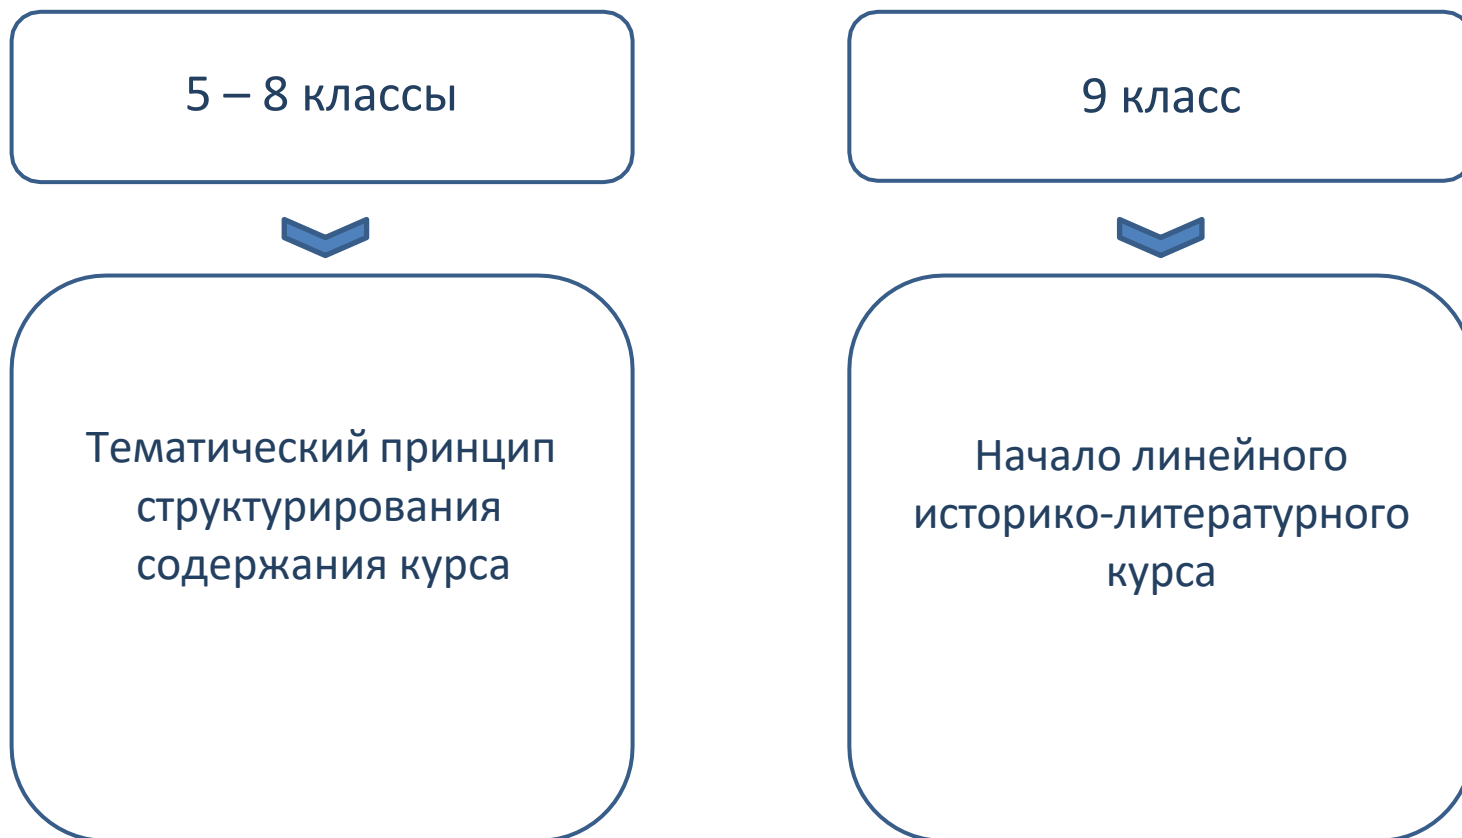 5 – 8 классы
9 класс
Тематический принцип
структурирования
содержания курса
Начало линейного
историко-литературного
курса